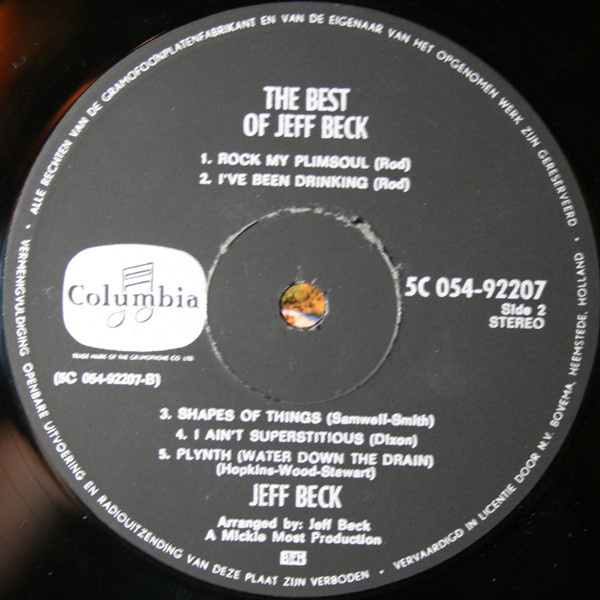 ALLE RECHTEN VAN DE GRAMOFOONPLATENFABRIKANT EN VAN DE EIGENAAR VAN HET OPGENOMEN WERK ZIJN GERESERVEERD •
THE BEST
OF JEFF BECK
1. ROCK MY PLIMSOUL (Rod)
2. I'VE BEEN DRINKING (Rod)
Columbia
TRADE MARK OF THE GRAMOPHONE CO LTD
(5C 054-92207-B)
5C 054-92207
Side 2
STEREO
3. SHAPES OF THINGS (Samwell-Smith)
4. I AIN'T SUPERSTITIOUS (Dixon)
5. PLYNTH (WATER DOWN THE DRAIN)
(Hopkins-Wood-Stewart)
JEFF BECK
Arranged by: Jeff Beck
A Mickie Most Production
• VERMENIGVULDIGING OPENBARE UITVOERING EN RADIOUITZENDING VAN DEZE PLAAT ZIJN VERBODEN •
VERVAARDIGD IN LICENTIE DOOR N.V. BOVEMA, HEEMSTEDE, HOLLAND •